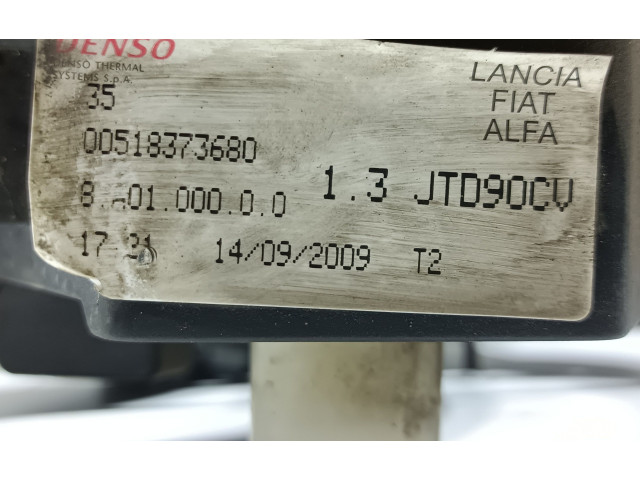 DENSO
DENSO THERMAL
SYSTEMS S.p.A.
LANCIA
FIAT
ALFA
35
00518373680
1.3 JTD90CV
.01.000.0.0
14/09/2009 T2